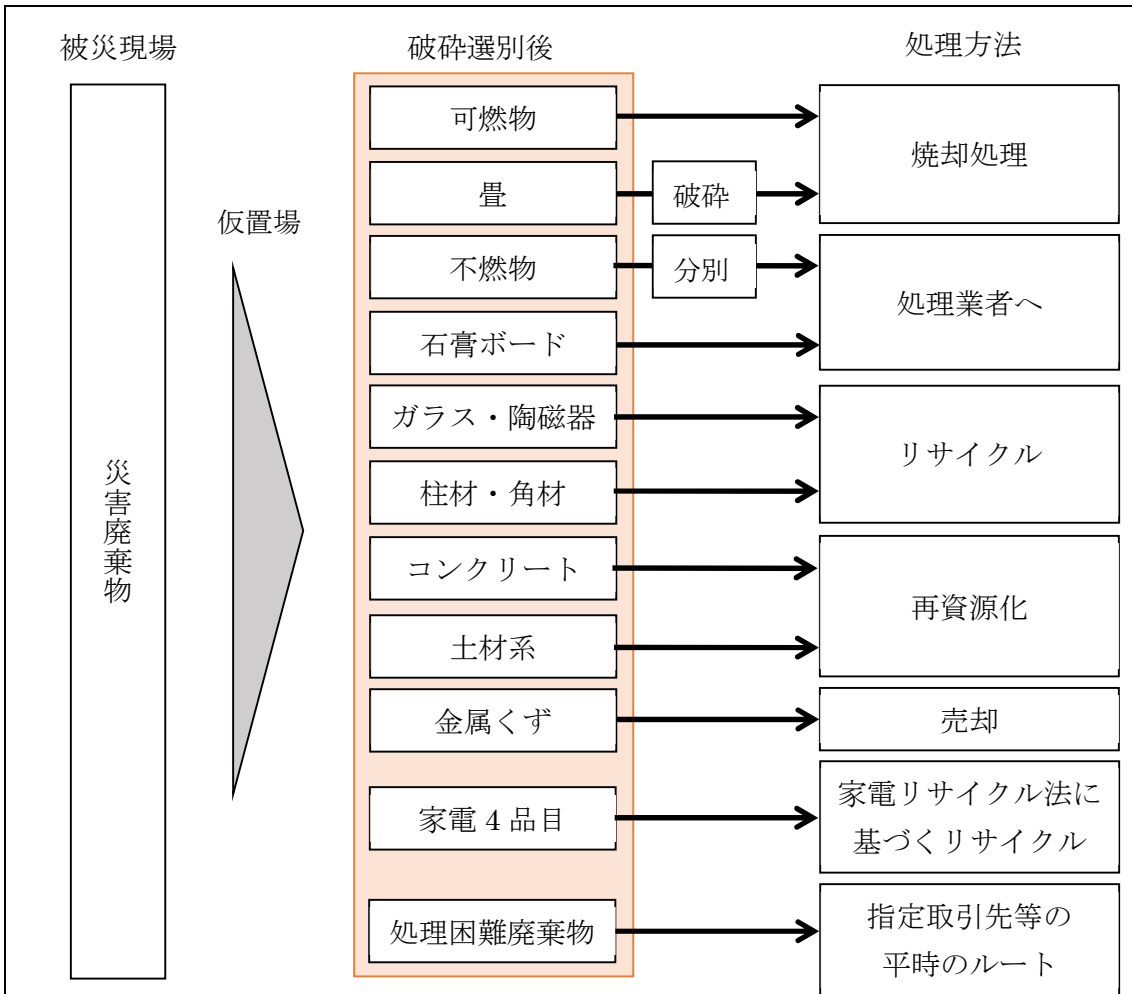 被災現場
破砕選別後
処理方法
災害廃棄物
仮置場
可燃物
畳
破砕
焼却処理
不燃物
分別
石膏ボード
処理業者へ
ガラス・陶磁器
柱材・角材
リサイクル
コンクリート
土材系
再資源化
金属くず
売却
家電 4 品目
家電リサイクル法に
基づくリサイクル
処理困難廃棄物
指定取引先等の
平時のルート